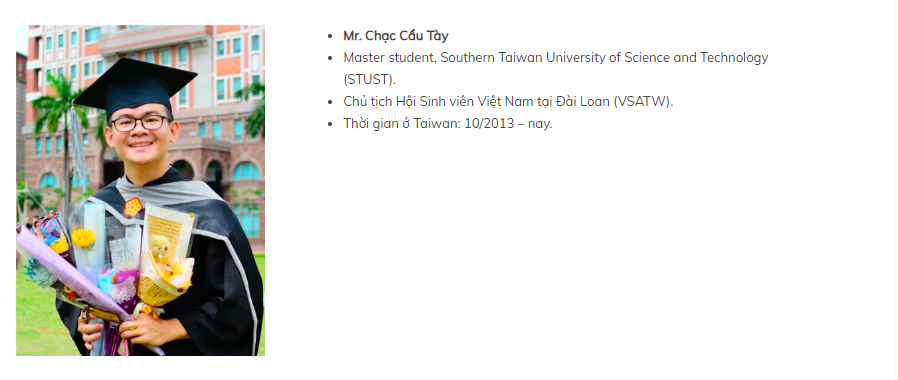 Mr. Chạc Cẩu Tày
Master student, Southern Taiwan University of Science and Technology
(STUST).
Chủ tịch Hội Sinh viên Việt Nam tại Đài Loan (VSATW).
Thời gian ở Taiwan: 10/2013 – nay.